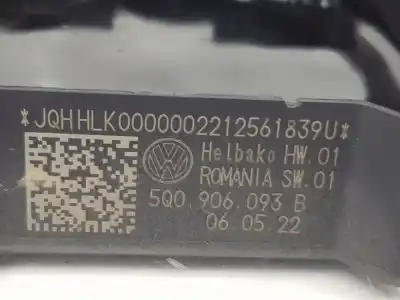 *JQHHLK0000002212561839U*
Helbako HW.01
ROMANIA SW.01
5Q0.906.093 B
06.05.22